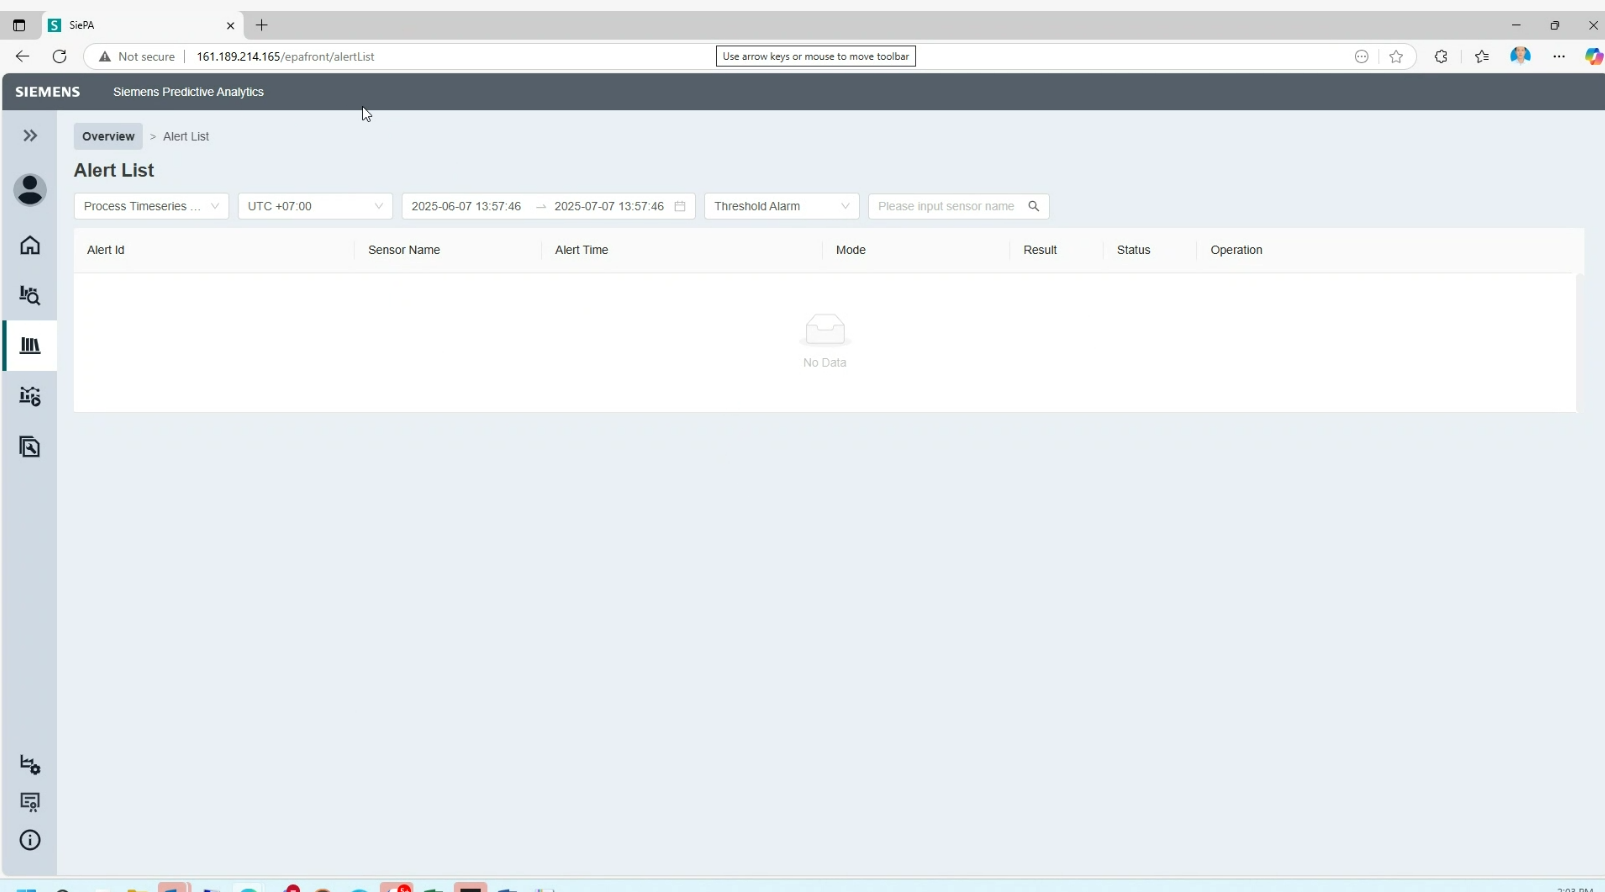 SiePA
Not secure 161.189.214.165/epafront/alertList
Use arrow keys or mouse to move toolbar
SIEMENS Siemens Predictive Analytics
Overview > Alert List
Alert List
Process Timeseries ... UTC +07:00 2025-06-07 13:57:46 → 2025-07-07 13:57:46 Threshold Alarm Please input sensor name
Alert Id Sensor Name Alert Time Mode Result Status Operation
No Data
2:03 PM